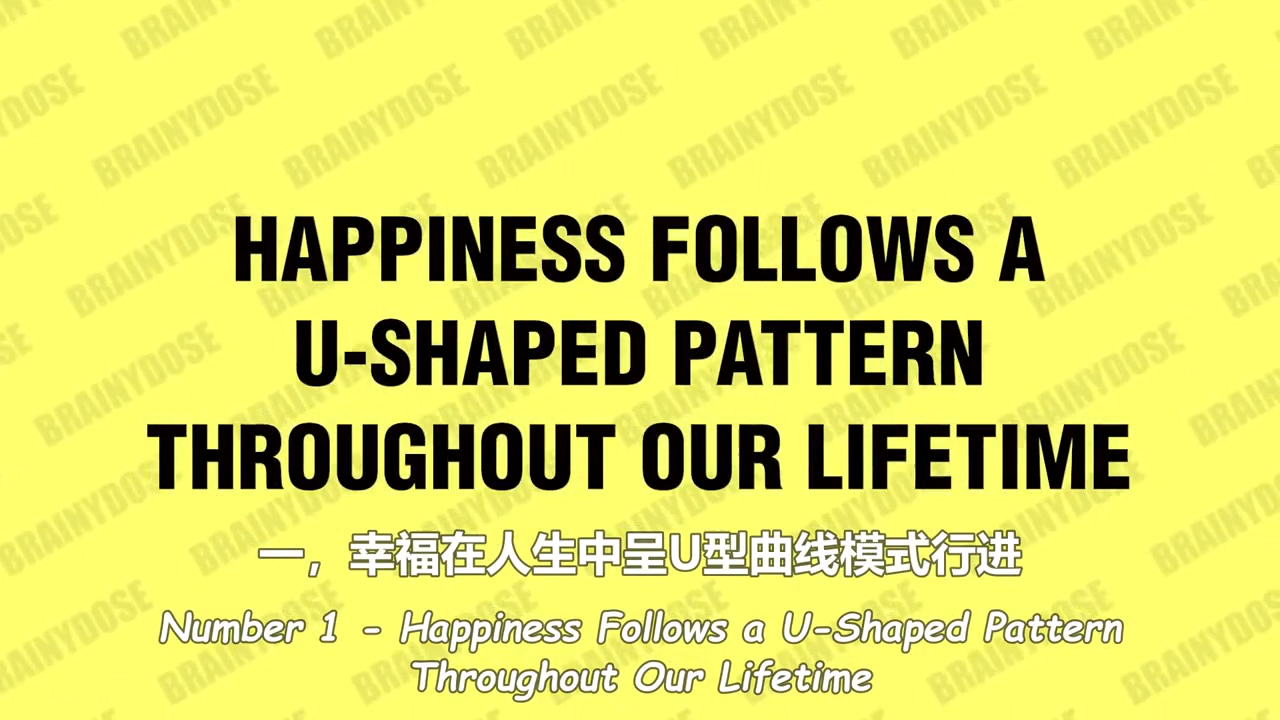 HAPPINESS FOLLOWS A
U-SHAPED PATTERN
THROUGHOUT OUR LIFETIME
一，幸福在人生中呈U型曲线模式行进
Number 1 - Happiness Follows a U-Shaped Pattern
Throughout Our Lifetime
BRAINYDOSE